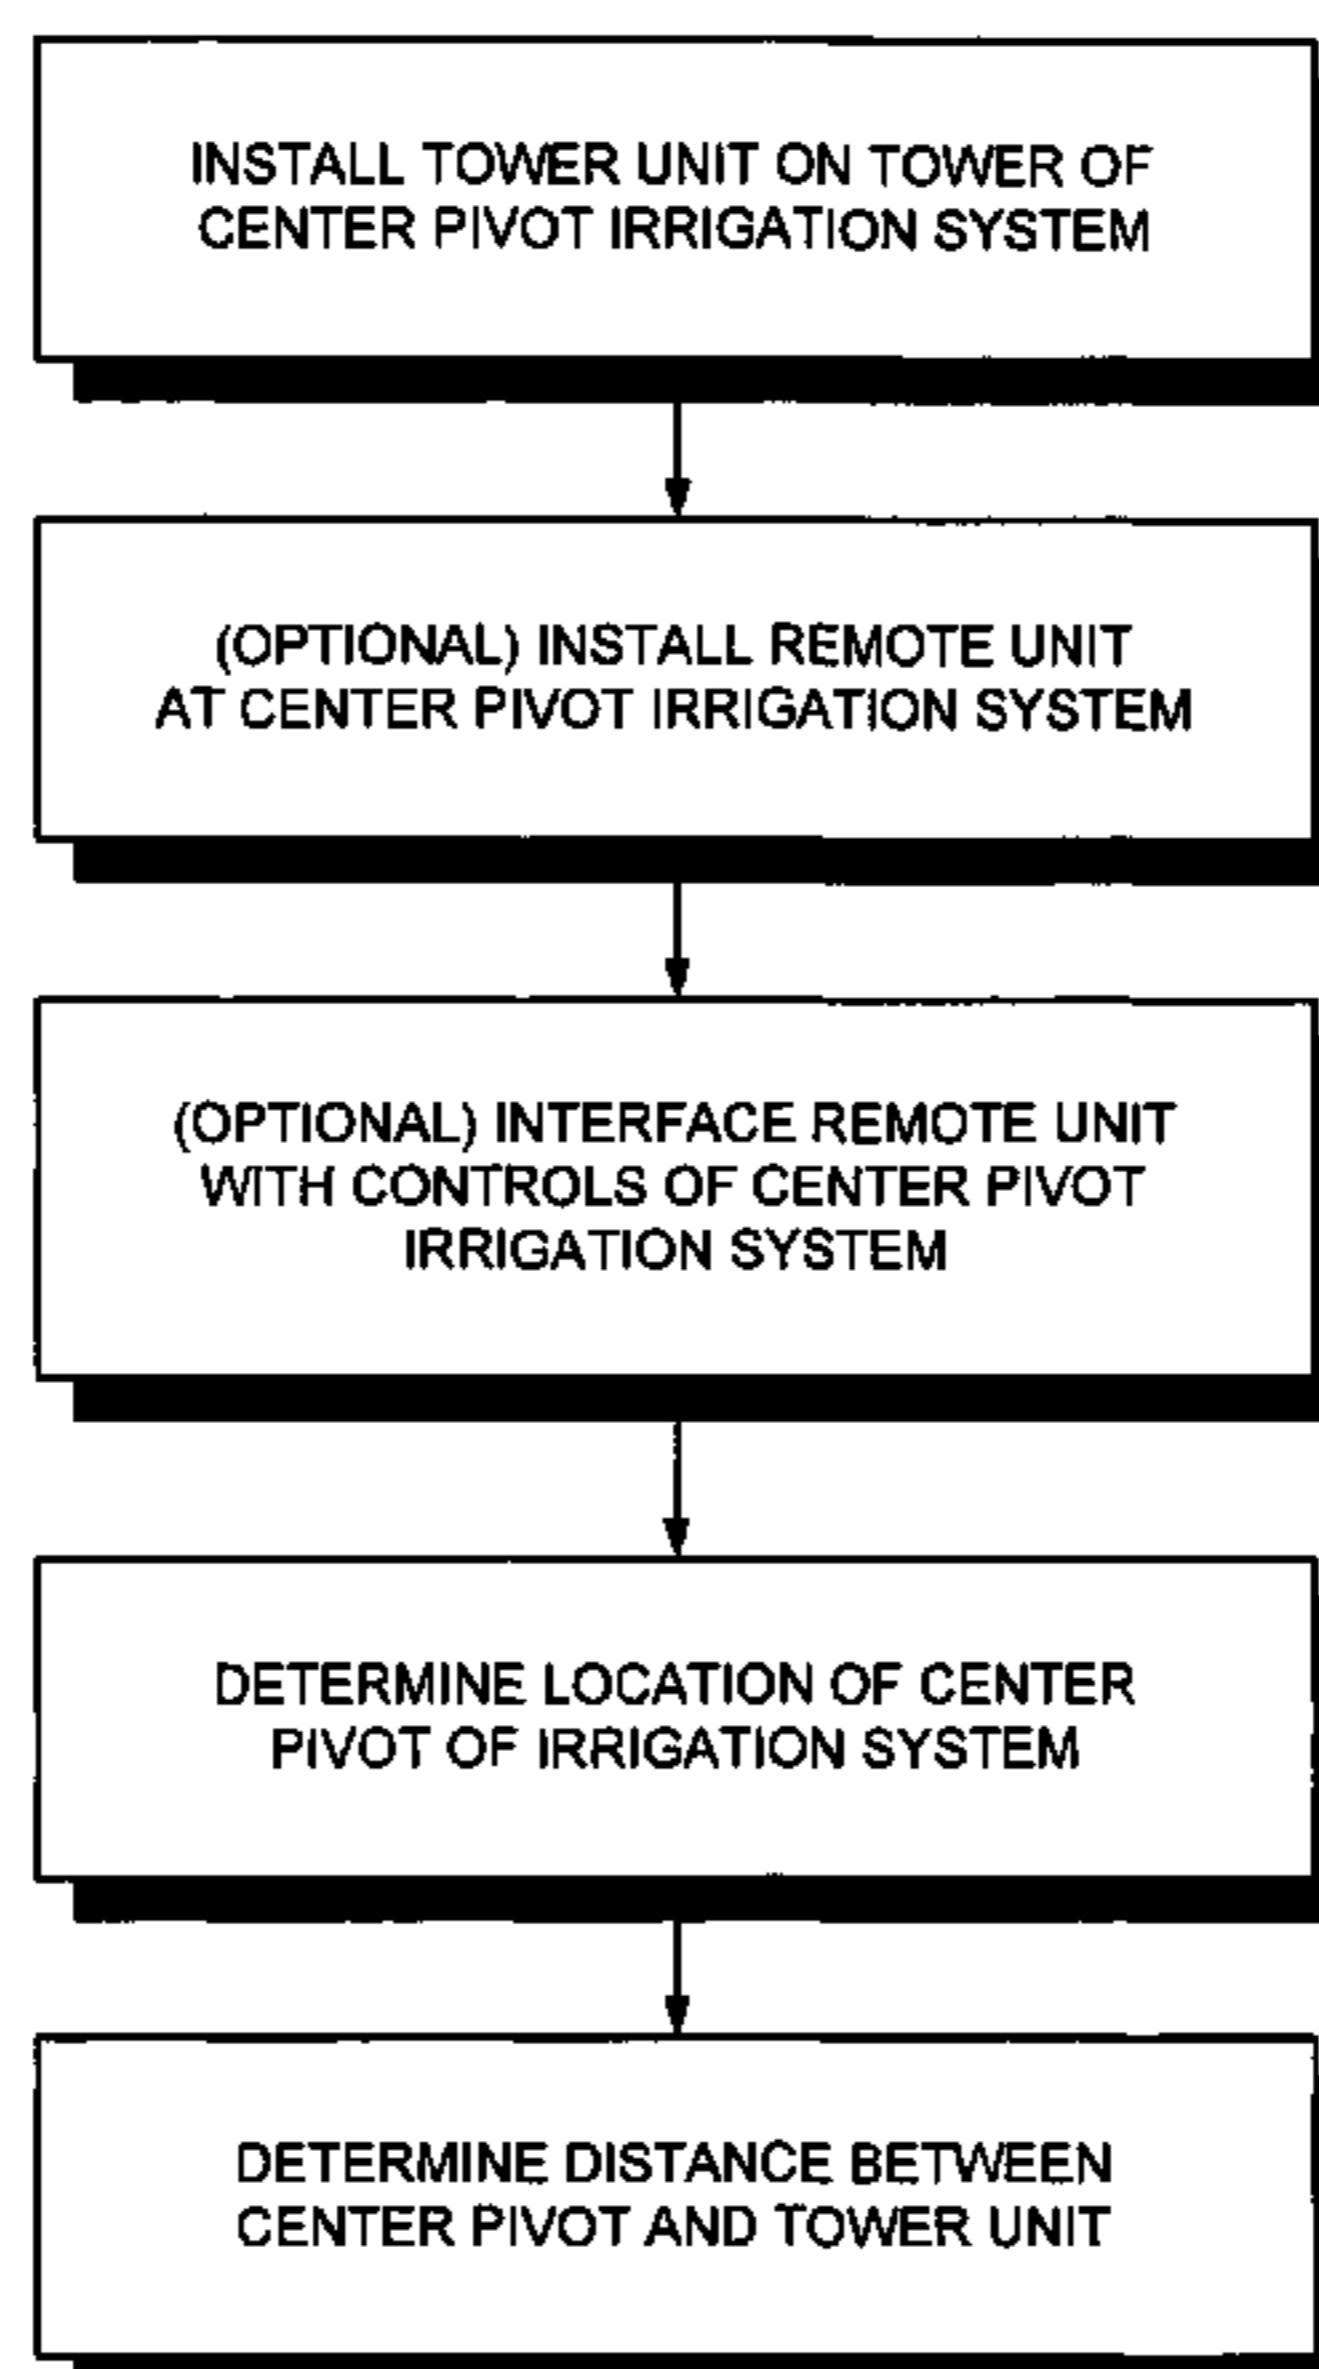 INSTALL TOWER UNIT ON TOWER OF
CENTER PIVOT IRRIGATION SYSTEM
(OPTIONAL) INSTALL REMOTE UNIT
AT CENTER PIVOT IRRIGATION SYSTEM
(OPTIONAL) INTERFACE REMOTE UNIT
WITH CONTROLS OF CENTER PIVOT
IRRIGATION SYSTEM
DETERMINE LOCATION OF CENTER
PIVOT OF IRRIGATION SYSTEM
DETERMINE DISTANCE BETWEEN
CENTER PIVOT AND TOWER UNIT